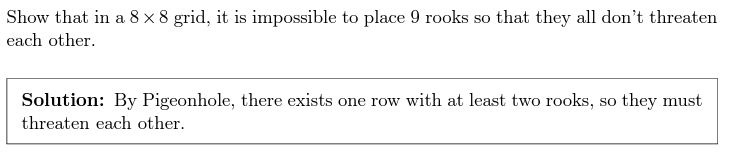 Show that in a 8 × 8 grid, it is impossible to place 9 rooks so that they all don't threaten
each other.
Solution: By Pigeonhole, there exists one row with at least two rooks, so they must
threaten each other.